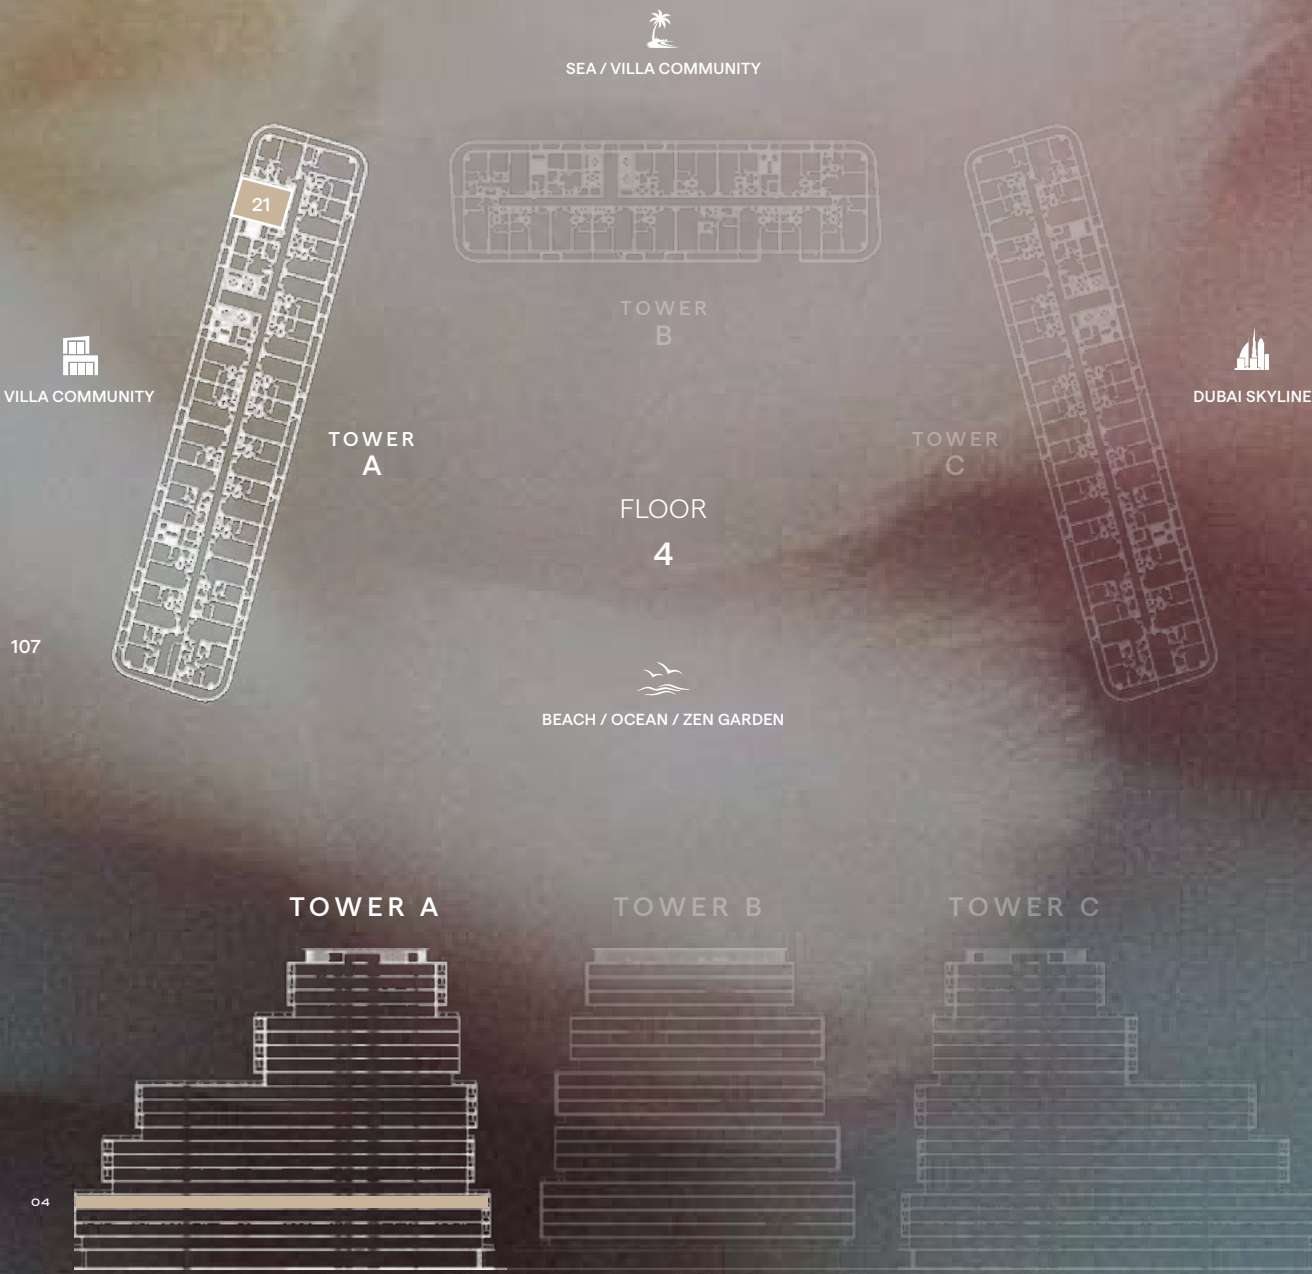 SEA / VILLA COMMUNITY
21
TOWER
B
VILLA COMMUNITY
DUBAI SKYLINE
TOWER
A
TOWER
C
FLOOR
4
107
BEACH / OCEAN / ZEN GARDEN
TOWER A
TOWER B
TOWER C
04